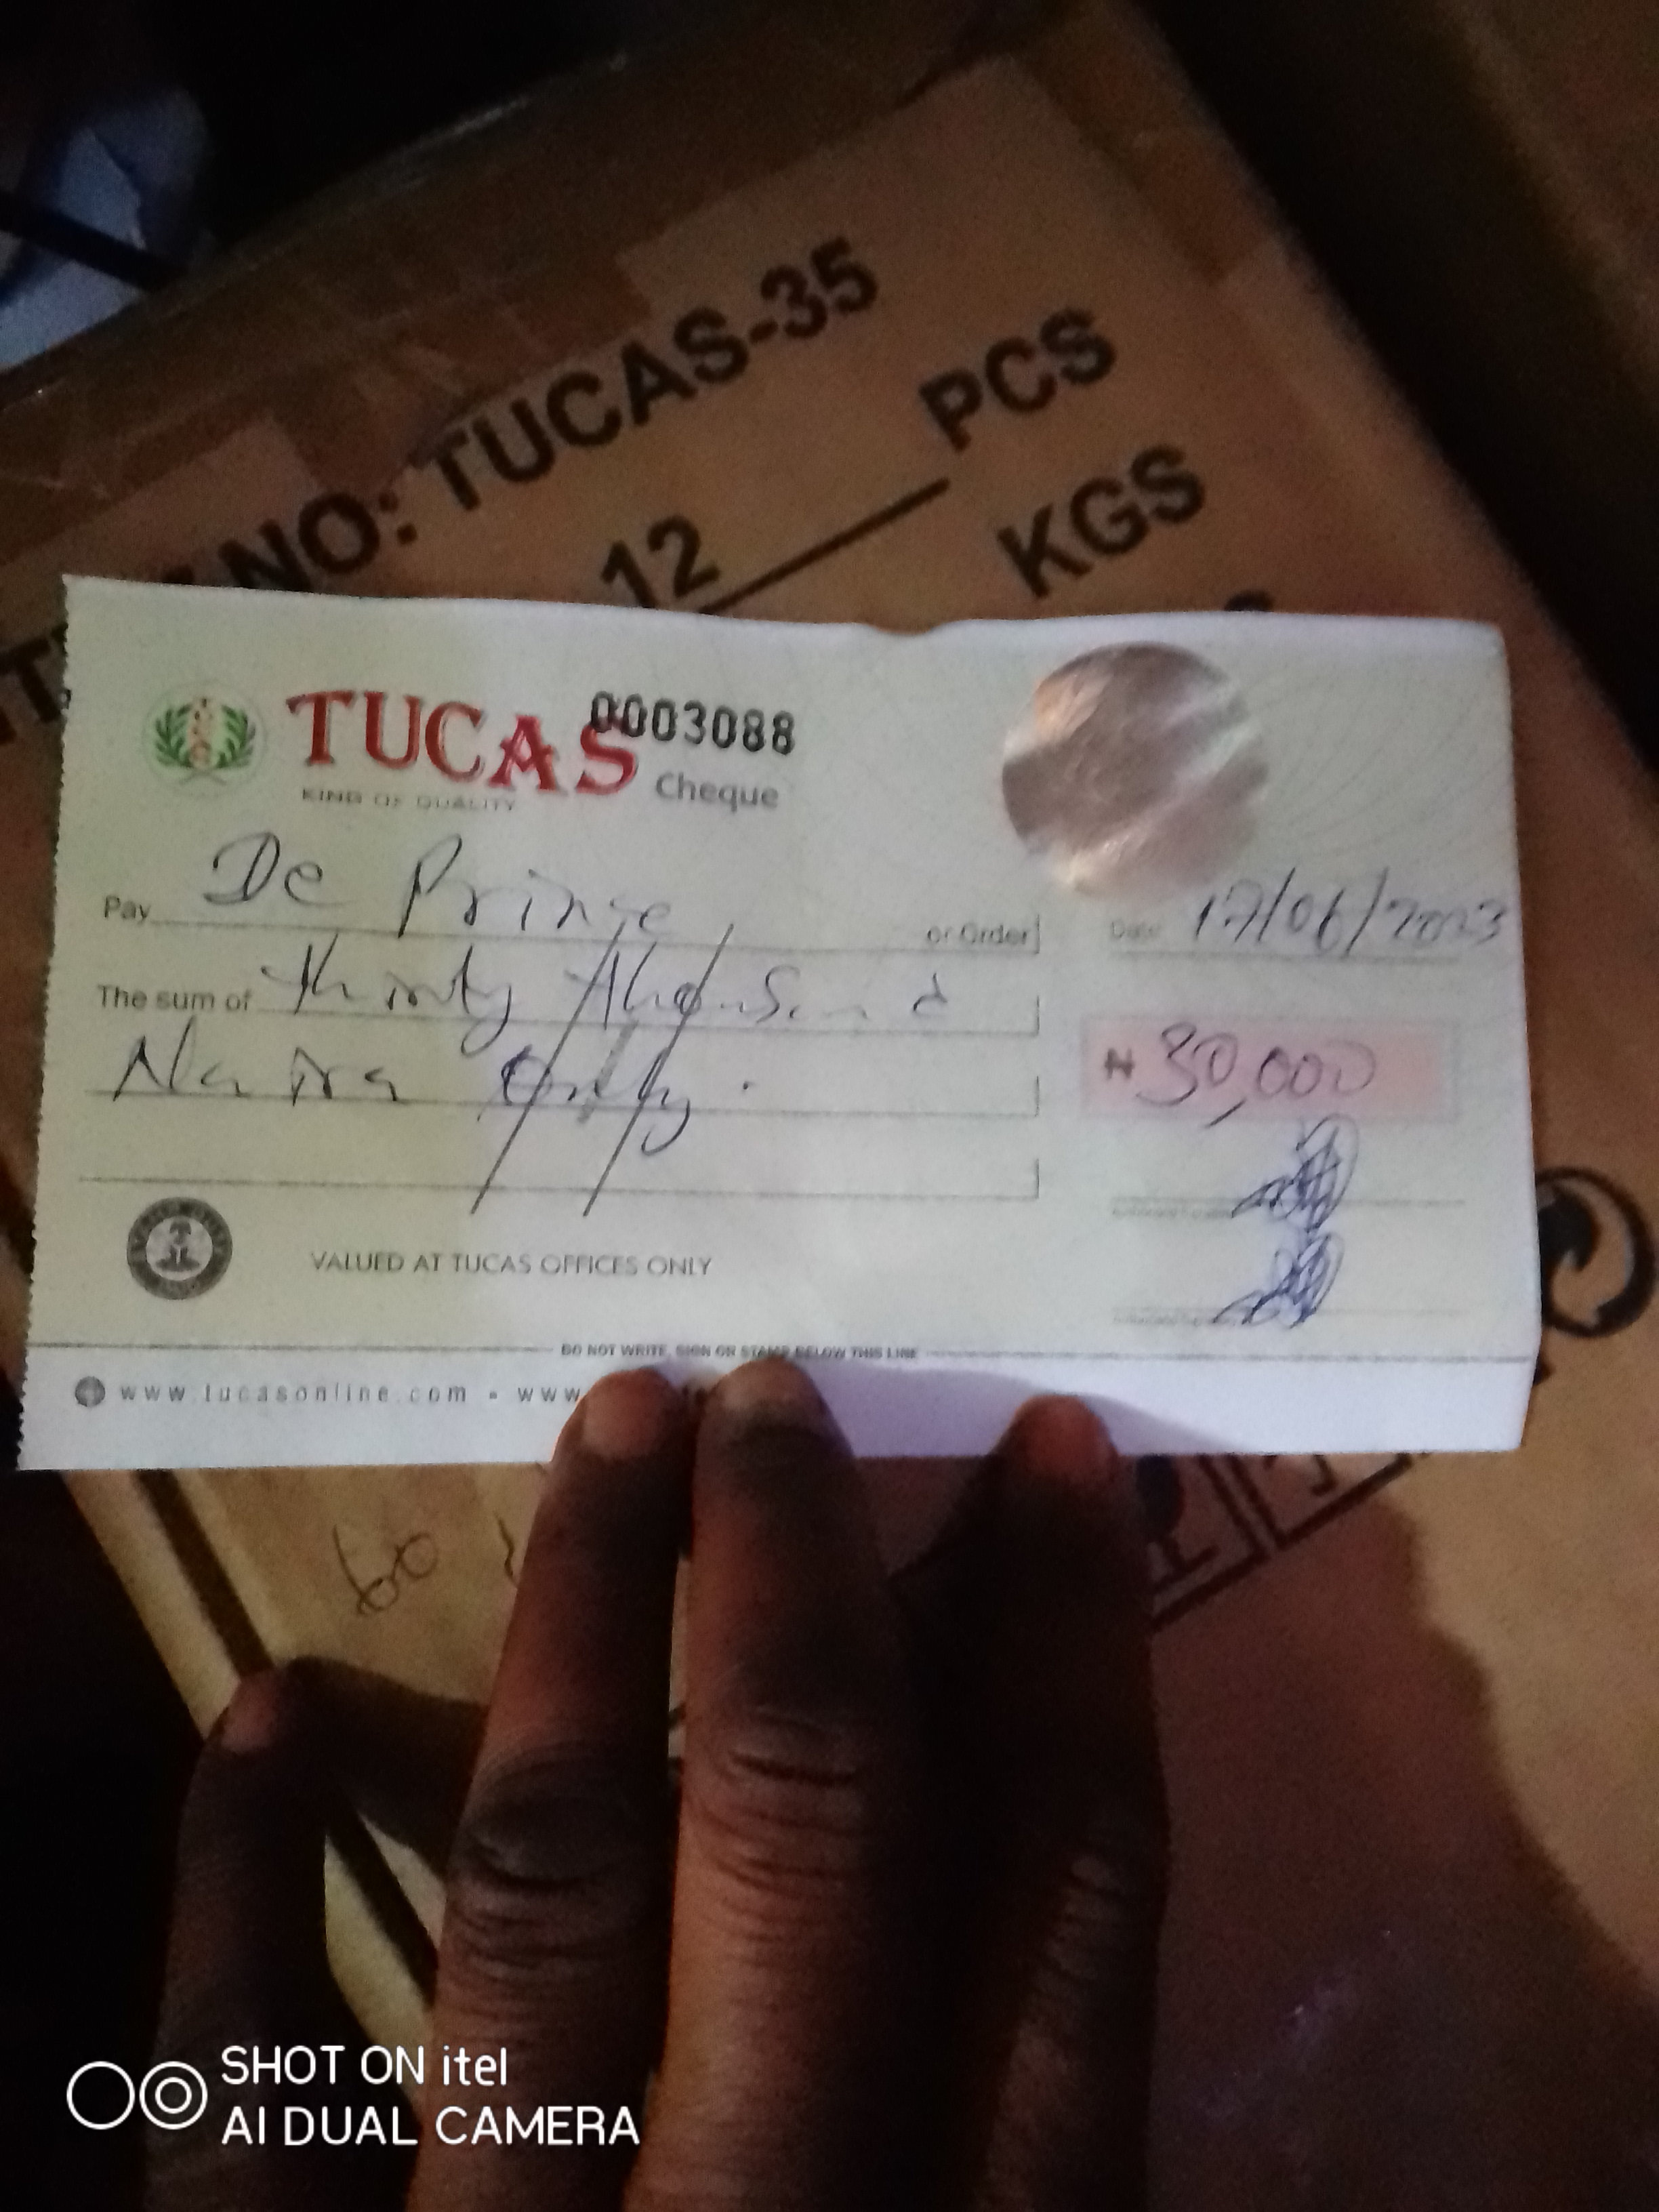 NO: TUCAS-35
12 PCS
KGS
TUCAS
0003088
KING OF QUALITY
Cheque
Pay De Prince or Order
Date 17/06/2023
The sum of thirty thousand
Naira Only.
₦ 30,000
VALUED AT TUCAS OFFICES ONLY
DO NOT WRITE, SIGN OR STAMP BELOW THIS LINE
www.tucasonline.com • www.
60
SHOT ON itel
AI DUAL CAMERA